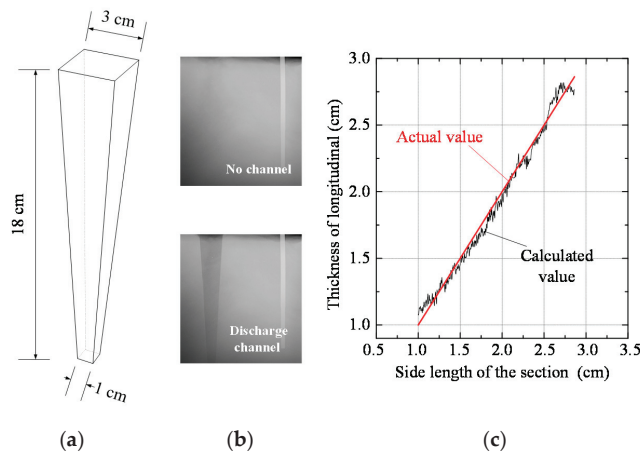 3 cm
18 cm
1 cm
(a)
No channel
Discharge
channel
(b)
Thickness of longitudinal (cm)
3.0
2.5
2.0
1.5
1.0
Actual value
Calculated
value
0.5 1.0 1.5 2.0 2.5 3.0 3.5
Side length of the section (cm)
(c)